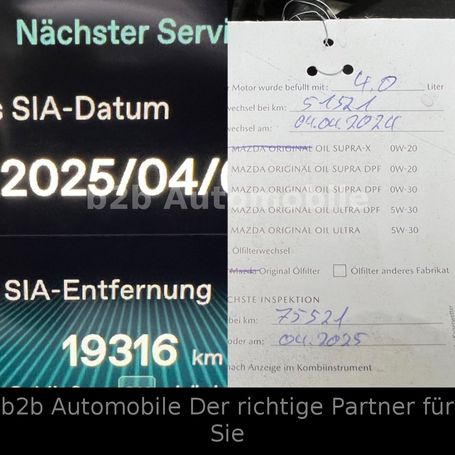 Nächster Servi
s SIA-Datum
2025/04/0
SIA-Entfernung
19316 km
r Motor wurde befüllt mit: 4,0 Liter
wechsel bei km: 51521
wechsel am: 04.04.2024
MAZDA ORIGINAL OIL SUPRA-X 0W-20
MAZDA ORIGINAL OIL SUPRA DPF 0W-20
MAZDA ORIGINAL OIL SUPRA DPF 0W-30
MAZDA ORIGINAL OIL ULTRA DPF 5W-30
MAZDA ORIGINAL OIL ULTRA 5W-30
Ölfilterwechsel
Mazda Original Ölfilter Ölfilter anderes Fabrikat
CHSTE INSPEKTION
bei km: 75521
oder am: 04.2025
nach Anzeige im Kombiinstrument
b2b Automobile
b2b Automobile Der richtige Partner für
Sie